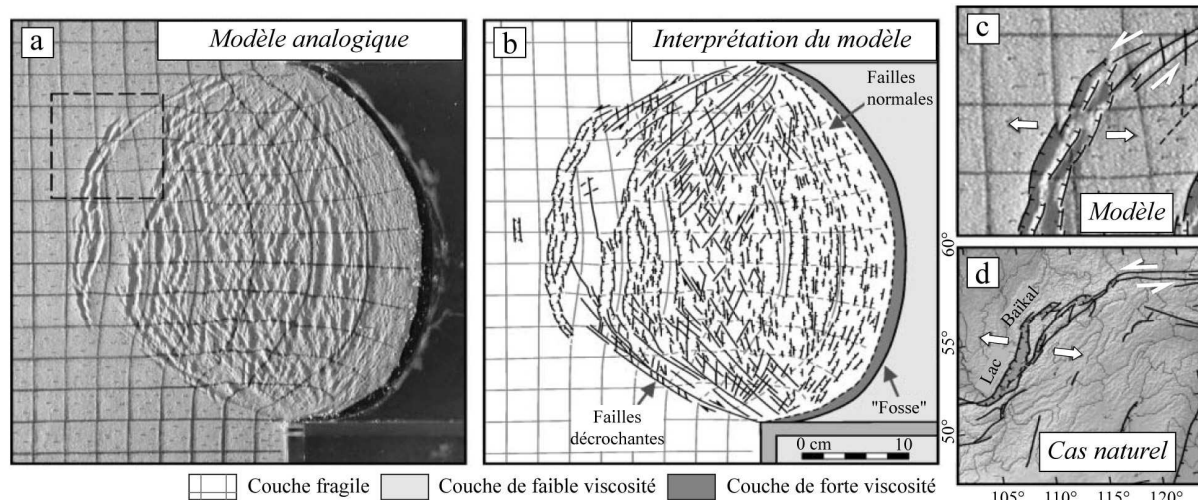 a
Modèle analogique
b
Interprétation du modèle
Failles
normales
Failles
décrochantes
"Fosse"
0 cm 10
c
Modèle
d
Lac Baïkal
Cas naturel
60°
55°
50°
105° 110° 115° 120°
Couche fragile
Couche de faible viscosité
Couche de forte viscosité